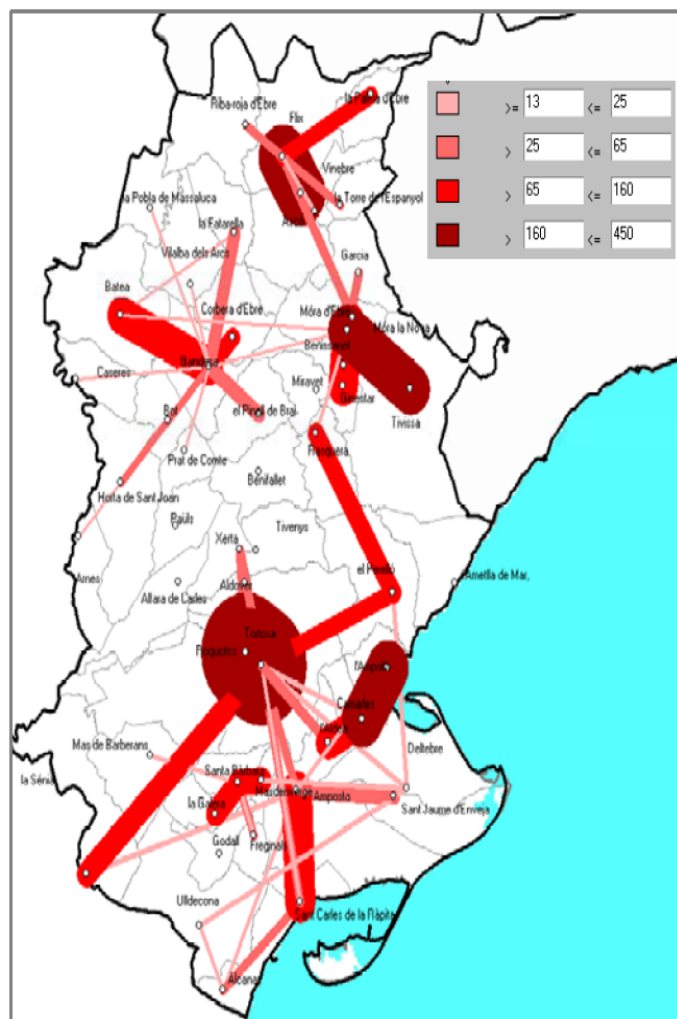 Riba-roja d'Ebre
la Palma d'Ebre
Flix
>= 13 <= 25
> 25 <= 65
> 65 <= 160
> 160 <= 450
Vinebre
la Pobla de Massaluca
la Torre de l'Espanyol
la Fatarella
Vilalba dels Arcs
Garcia
Batea
Corbera d'Ebre
Móra d'Ebre
Móra la Nova
Benissanet
Gandesa
Caseres
Miravet
Ginestar
Bot
el Pinell de Brai
Tivissa
Rasquera
Prat de Comte
Benifallet
Horta de Sant Joan
Paüls
Tivenys
Xerta
el Perelló
l'Ametlla de Mar,
Arnes
Aldover
Alfara de Carles
Tortosa
Roquetes
l'Ampolla
Camarles
l'Aldea
Mas de Barberans
Deltebre
la Sénia
Santa Bàrbara
Masdenverge
Amposta
la Galera
Sant Jaume d'Enveja
Godall
Freginals
Ulldecona
Sant Carles de la Ràpita
Alcanar